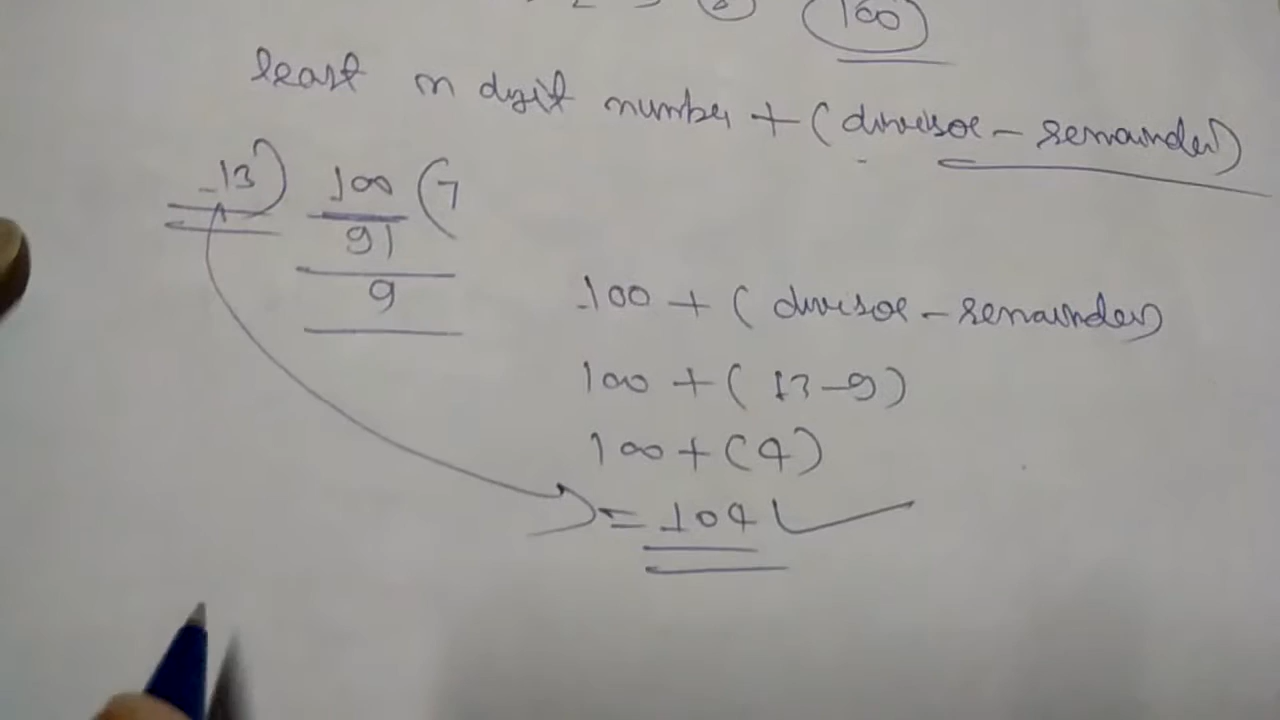 100
least n digit number + (divisor - remainder)
13) 100 (7
91
9
100 + (divisor - remainder)
100 + (13-9)
100 + (4)
= 104